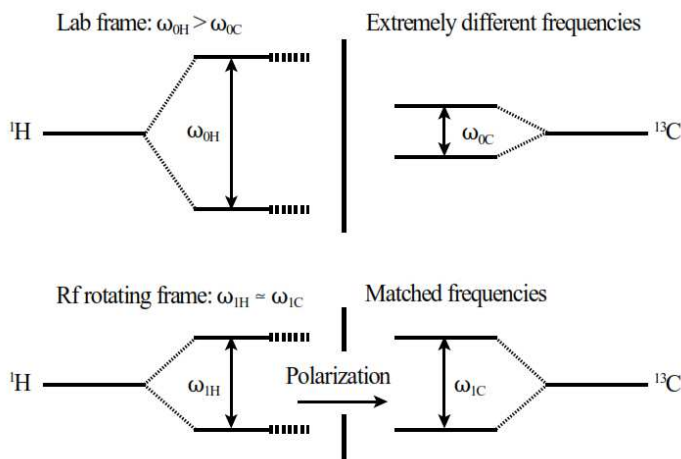 Lab frame: ω₀H > ω₀C
Extremely different frequencies
¹H
ω₀H
ω₀C
¹³C
Rf rotating frame: ω₁H ≃ ω₁C
Matched frequencies
¹H
ω₁H
Polarization
ω₁C
¹³C